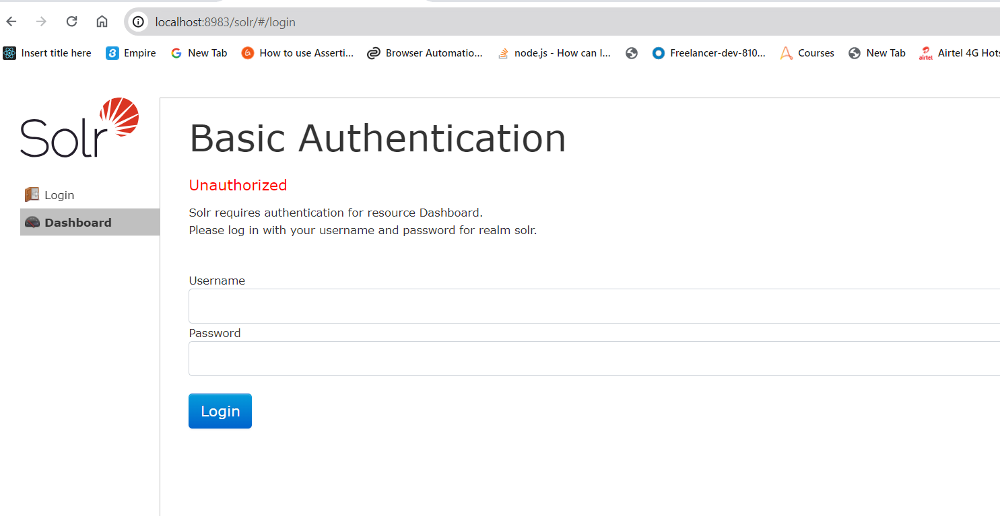 localhost:8983/solr/#/login
Insert title here Empire New Tab How to use Asserti... Browser Automatio... node.js - How can I... Freelancer-dev-810... Courses New Tab airtel Airtel 4G Hots
Solr
Login
Dashboard
Basic Authentication
Unauthorized
Solr requires authentication for resource Dashboard.
Please log in with your username and password for realm solr.
Username
Password
Login